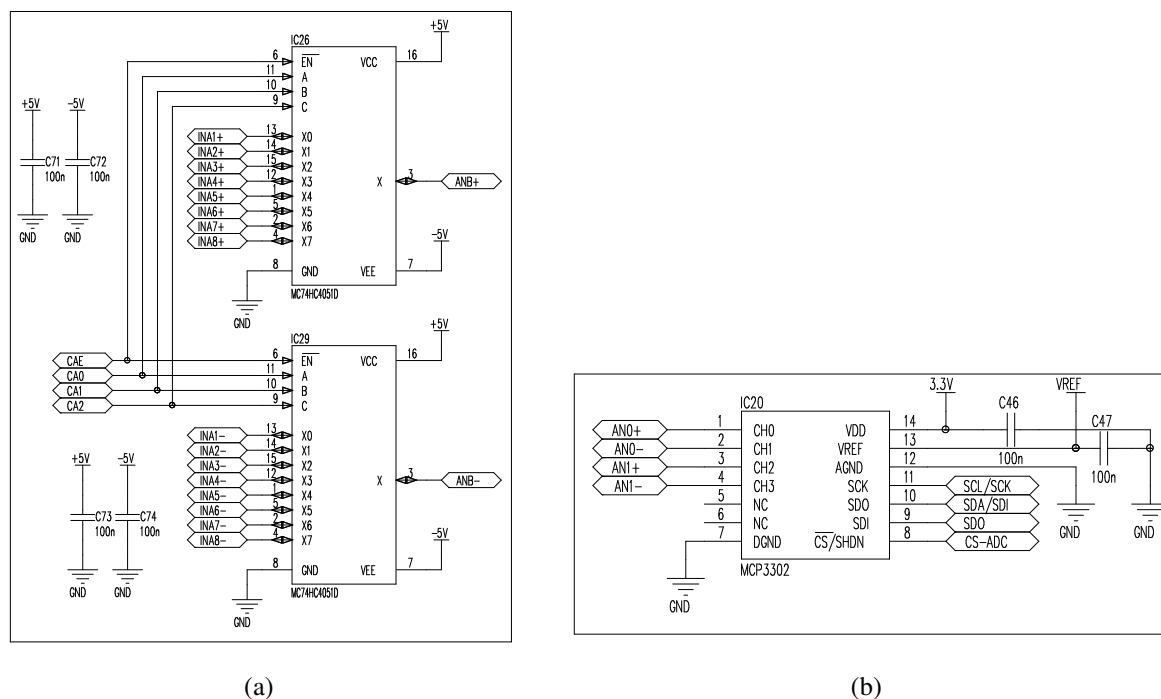 IC26
+5V
6 EN VCC 16
11 A
10 B
9 C
+5V -5V
C71 C72
100n 100n
GND GND
INA1+ 13 X0
INA2+ 14 X1
INA3+ 15 X2
INA4+ 12 X3 X 3 ANB+
INA5+ 1 X4
INA6+ 5 X5
INA7+ 2 X6
INA8+ 4 X7
-5V
8 GND VEE 7
GND
MC74HC4051D
IC29
+5V
CAE 6 EN VCC 16
CA0 11 A
CA1 10 B
CA2 9 C
INA1- 13 X0
INA2- 14 X1
INA3- 15 X2
INA4- 12 X3 X 3 ANB-
INA5- 1 X4
INA6- 5 X5
INA7- 2 X6
INA8- 4 X7
+5V -5V
C73 C74
100n 100n
GND GND
-5V
8 GND VEE 7
GND
MC74HC4051D
(a)
IC20
3.3V VREF
C46 C47
100n 100n
AN0+ 1 CH0 VDD 14
AN0- 2 CH1 VREF 13
AN1+ 3 CH2 AGND 12
AN1- 4 CH3 SCK 11 SCL/SCK
5 NC SDO 10 SDA/SDI
6 NC SDI 9 SDO
7 DGND CS/SHDN 8 CS-ADC
MCP3302
GND GND GND
(b)